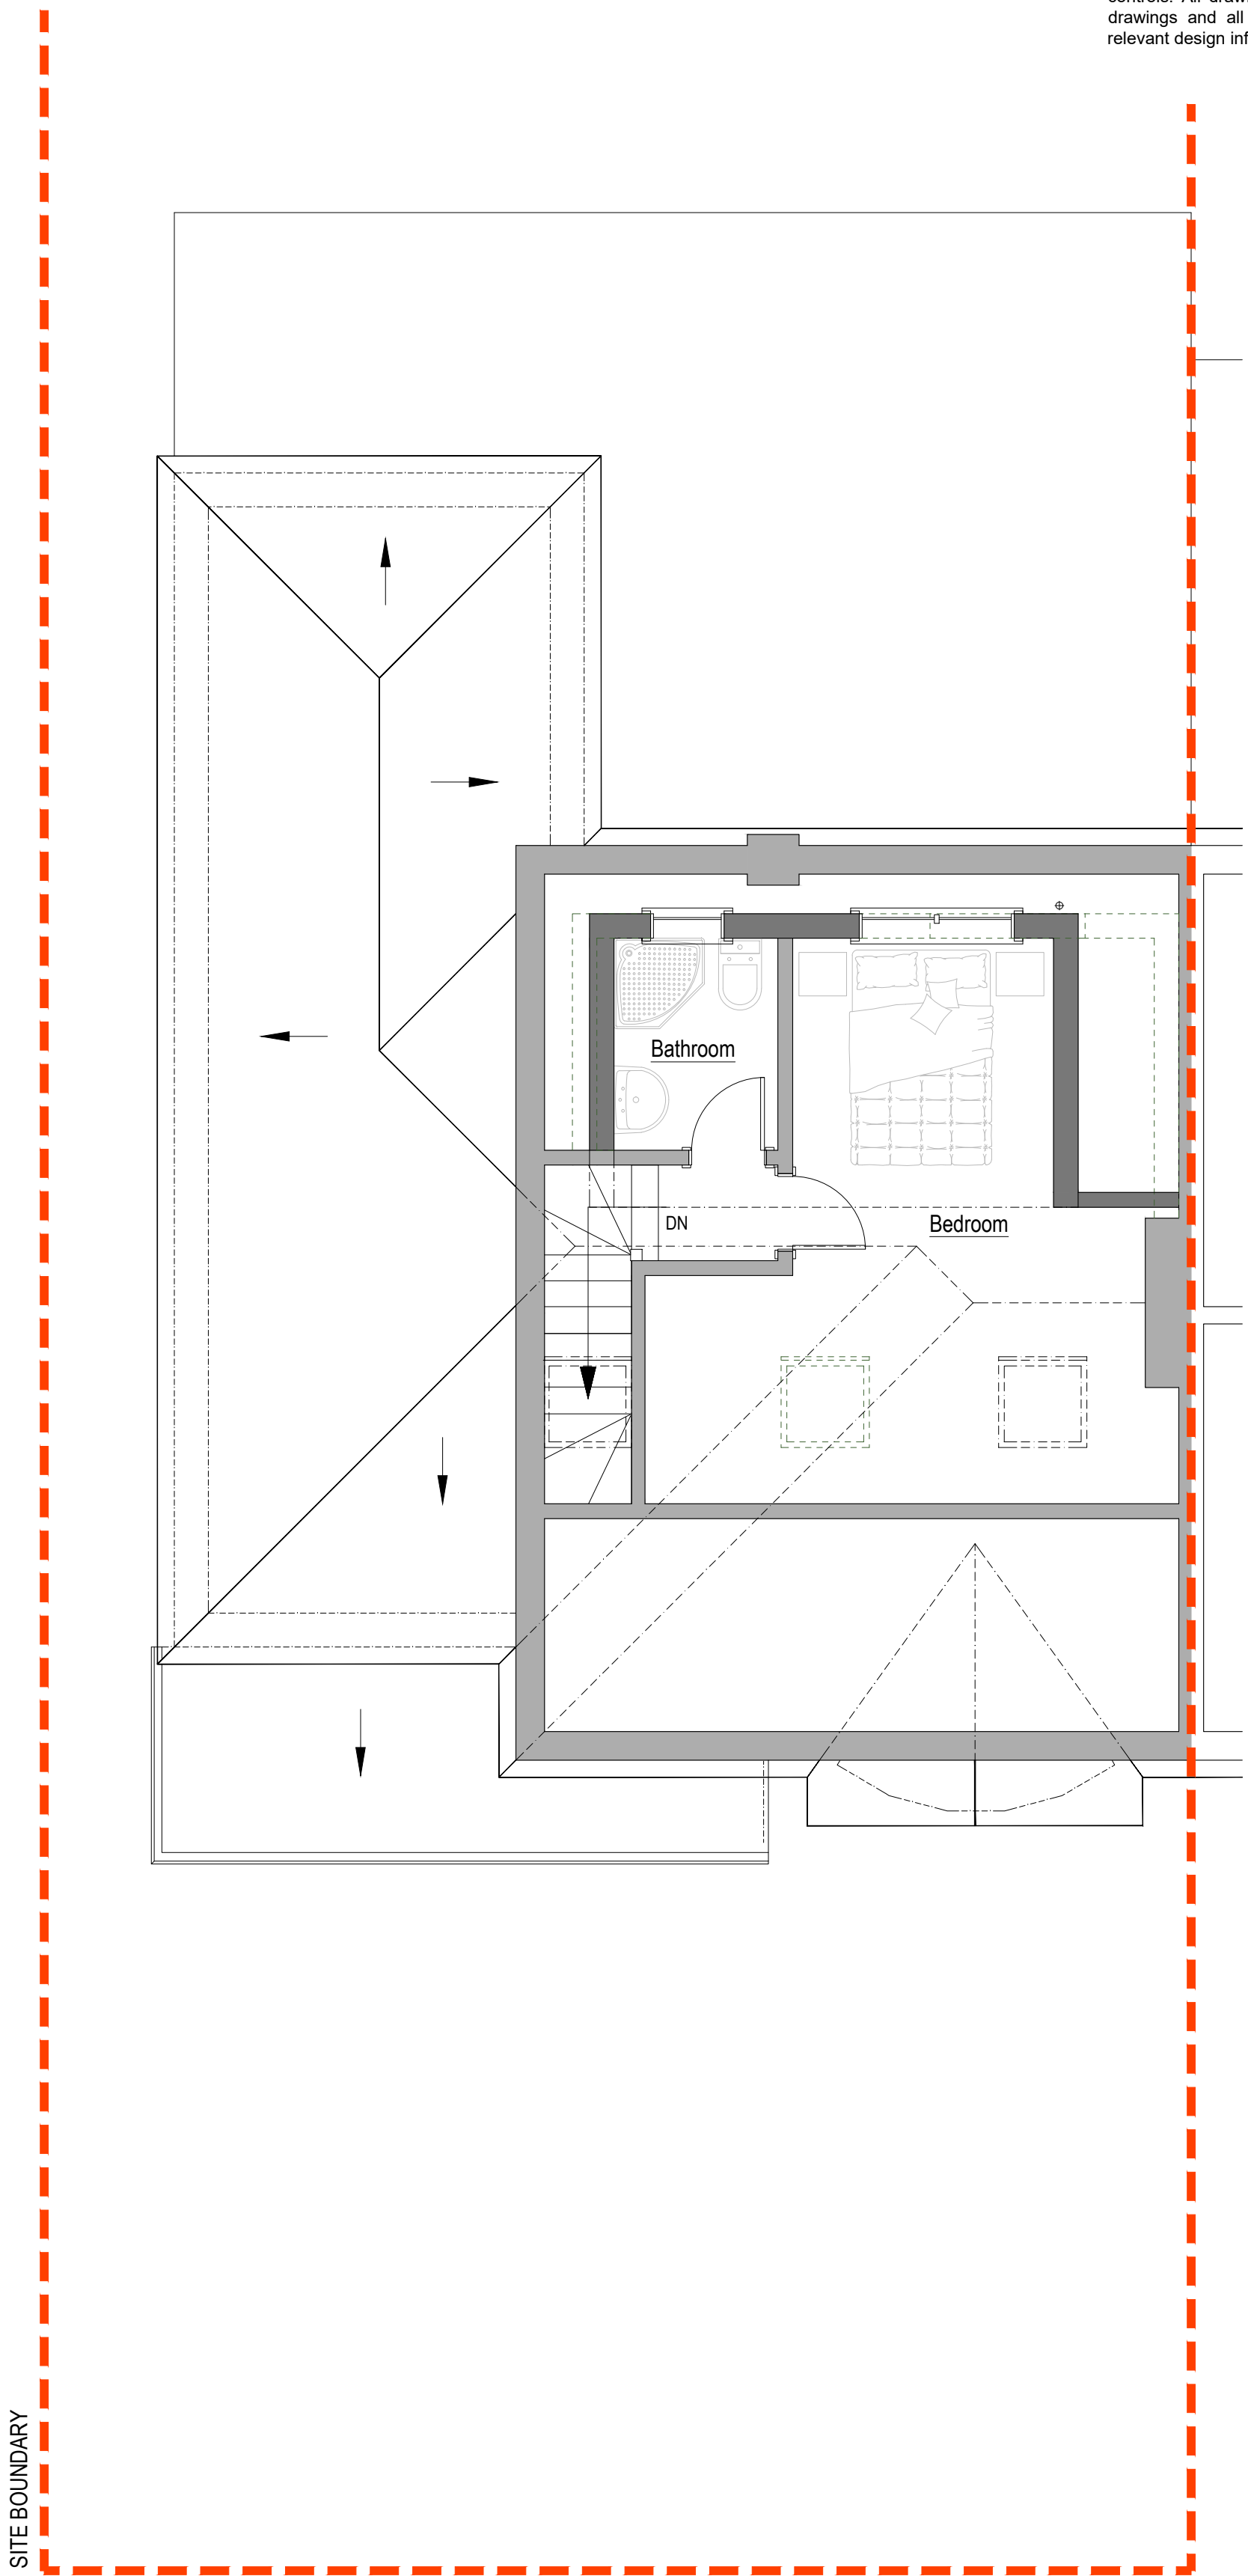 drawings and all
relevant design inf
Bathroom
DN
Bedroom
SITE BOUNDARY